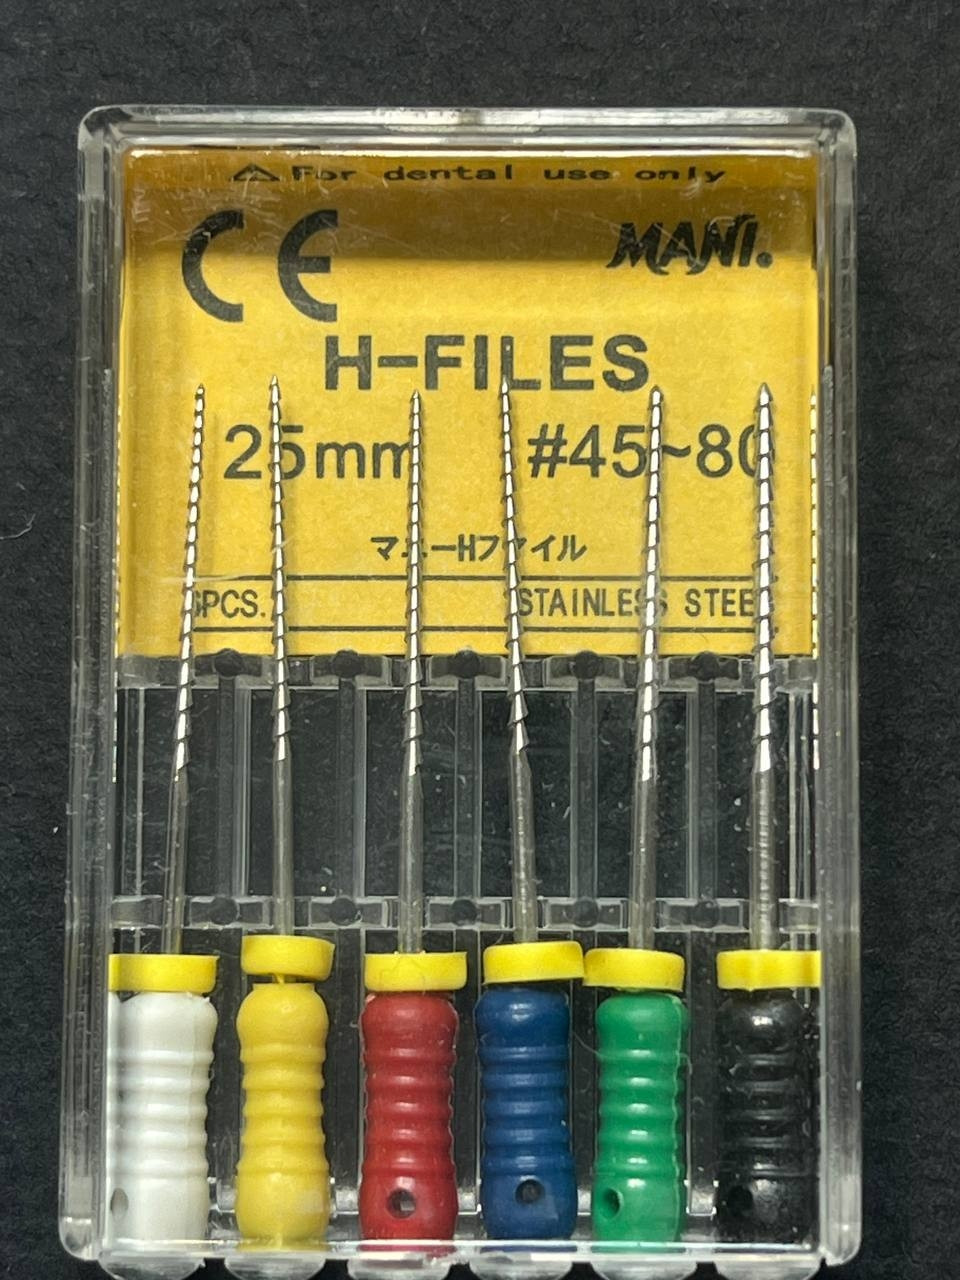 ⚠For dental use only
CE
MANI.
H-FILES
25mm #45~80
マニーHファイル
6PCS. STAINLESS STEEL